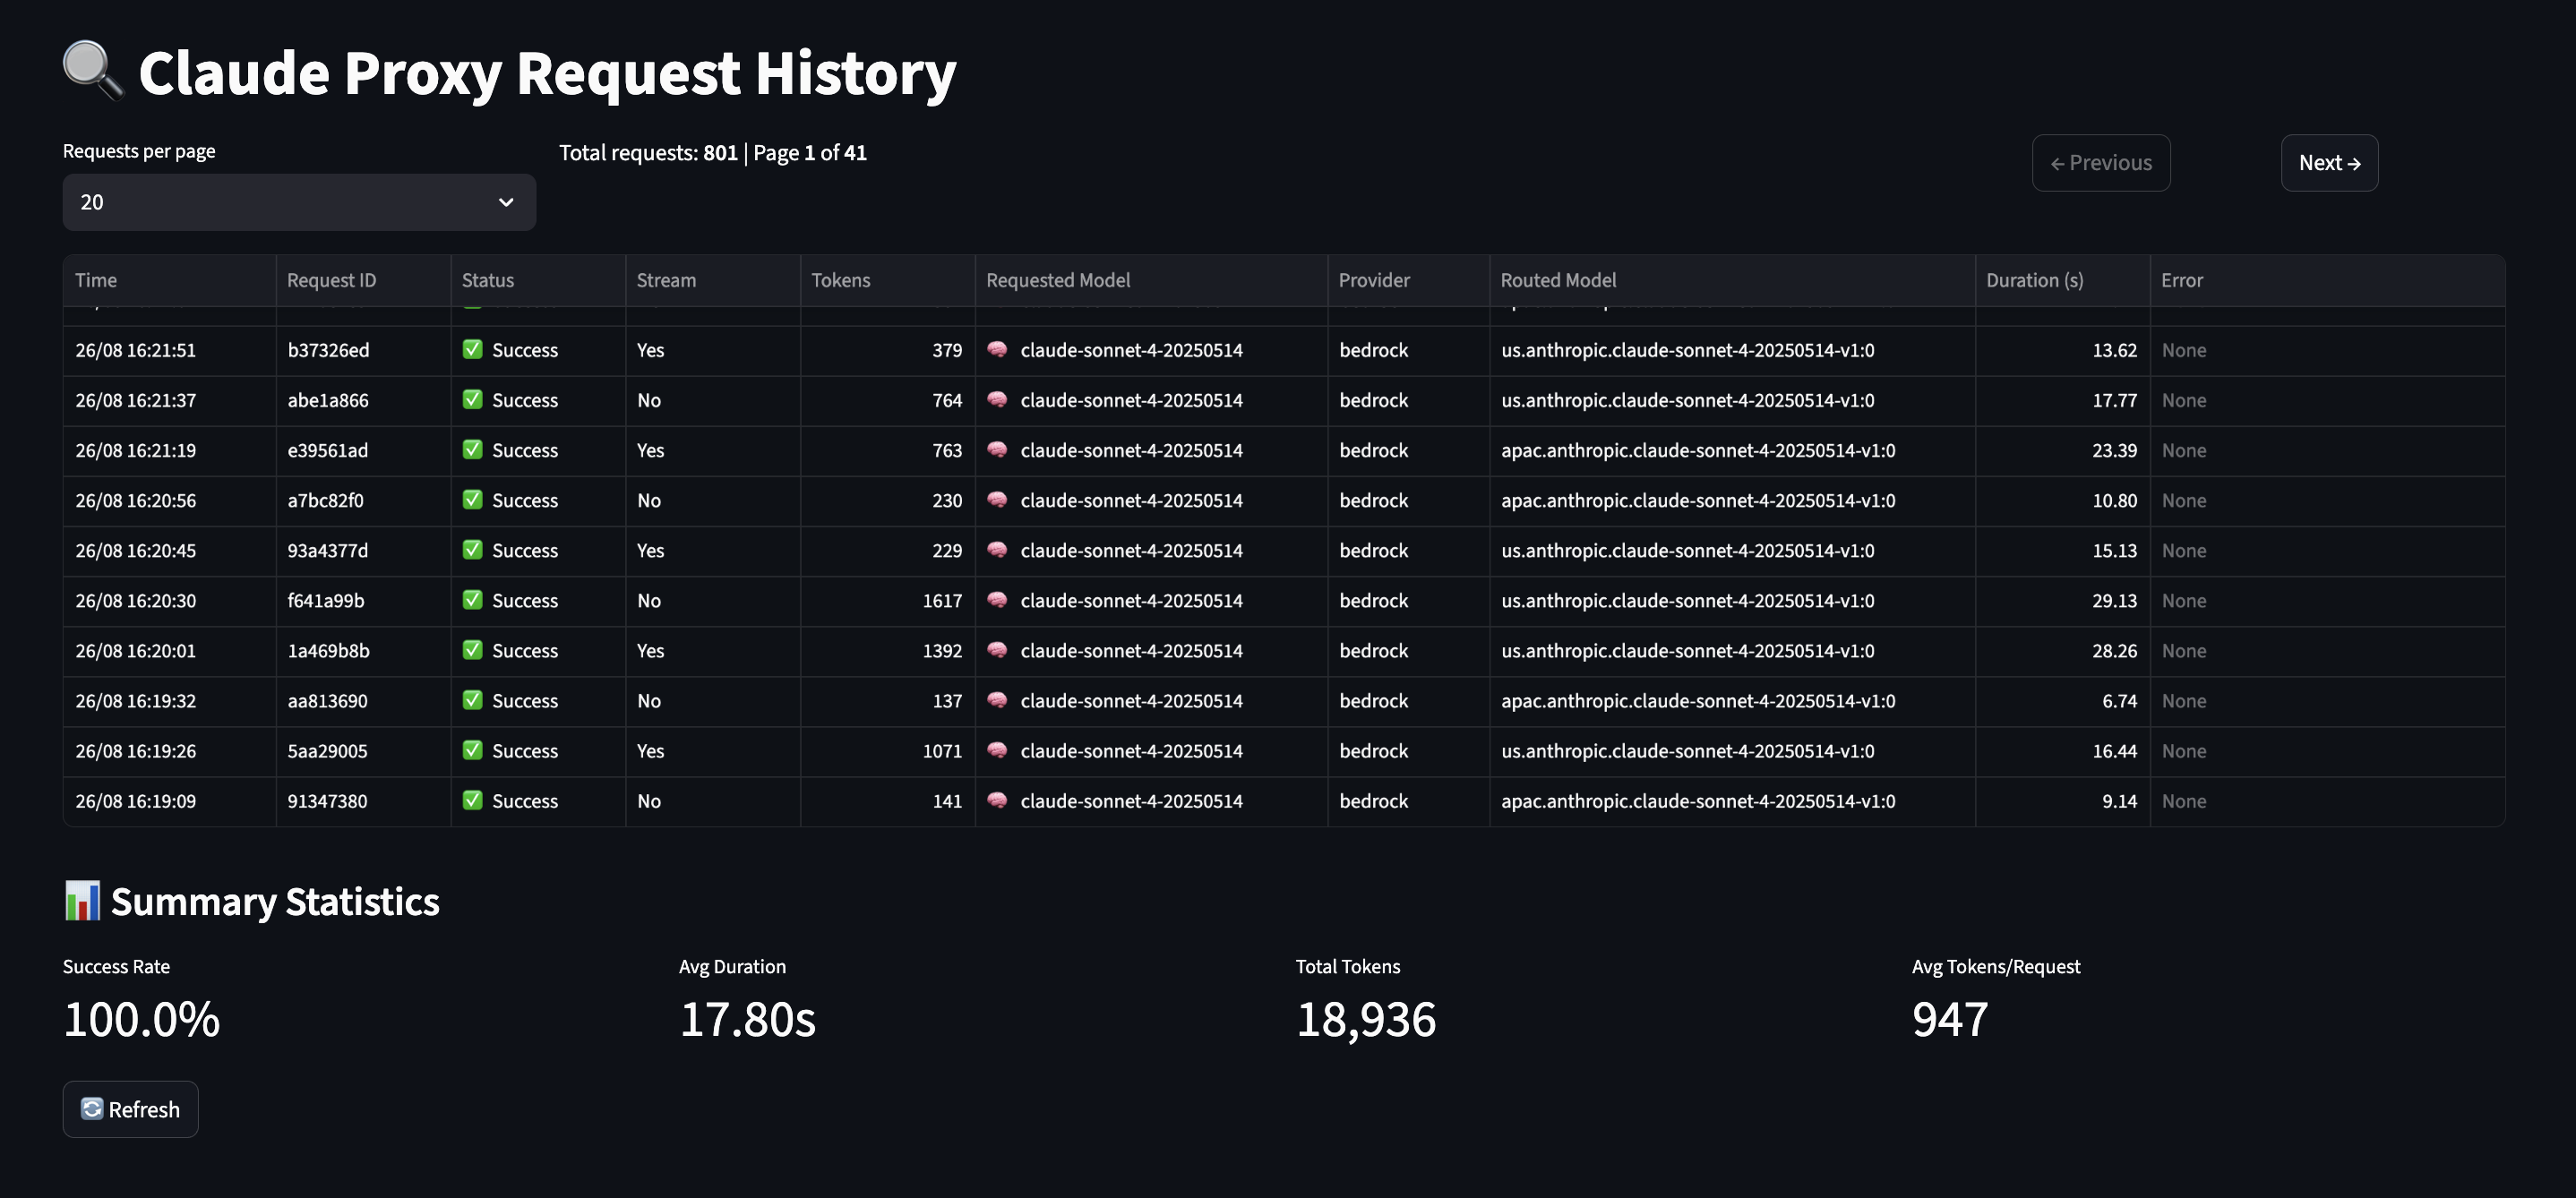 Claude Proxy Request History
Requests per page
20
Total requests: 801 | Page 1 of 41
← Previous
Next →
Time Request ID Status Stream Tokens Requested Model Provider Routed Model Duration (s) Error
26/08 16:21:51 b37326ed Success Yes 379 claude-sonnet-4-20250514 bedrock us.anthropic.claude-sonnet-4-20250514-v1:0 13.62 None
26/08 16:21:37 abe1a866 Success No 764 claude-sonnet-4-20250514 bedrock us.anthropic.claude-sonnet-4-20250514-v1:0 17.77 None
26/08 16:21:19 e39561ad Success Yes 763 claude-sonnet-4-20250514 bedrock apac.anthropic.claude-sonnet-4-20250514-v1:0 23.39 None
26/08 16:20:56 a7bc82f0 Success No 230 claude-sonnet-4-20250514 bedrock apac.anthropic.claude-sonnet-4-20250514-v1:0 10.80 None
26/08 16:20:45 93a4377d Success Yes 229 claude-sonnet-4-20250514 bedrock us.anthropic.claude-sonnet-4-20250514-v1:0 15.13 None
26/08 16:20:30 f641a99b Success No 1617 claude-sonnet-4-20250514 bedrock us.anthropic.claude-sonnet-4-20250514-v1:0 29.13 None
26/08 16:20:01 1a469b8b Success Yes 1392 claude-sonnet-4-20250514 bedrock us.anthropic.claude-sonnet-4-20250514-v1:0 28.26 None
26/08 16:19:32 aa813690 Success No 137 claude-sonnet-4-20250514 bedrock apac.anthropic.claude-sonnet-4-20250514-v1:0 6.74 None
26/08 16:19:26 5aa29005 Success Yes 1071 claude-sonnet-4-20250514 bedrock us.anthropic.claude-sonnet-4-20250514-v1:0 16.44 None
26/08 16:19:09 91347380 Success No 141 claude-sonnet-4-20250514 bedrock apac.anthropic.claude-sonnet-4-20250514-v1:0 9.14 None
Summary Statistics
Success Rate Avg Duration Total Tokens Avg Tokens/Request
100.0% 17.80s 18,936 947
Refresh